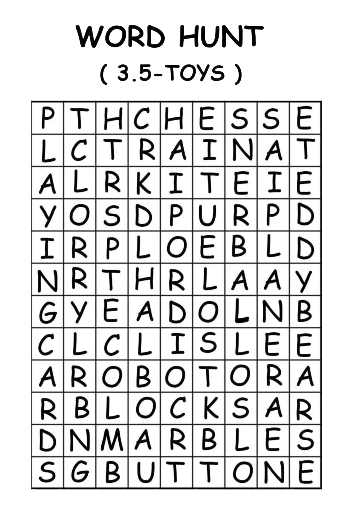 WORD HUNT
( 3.5-TOYS )
P T H C H E S S E
L C T R A I N A T
A L R K I T E I E
Y O S D P U R P D
I R P L O E B L D
N R T H R L A A Y
G Y E A D O L N B
C L C L I S L E E
A R O B O T O R A
R B L O C K S A R
D N M A R B L E S
S G B U T T O N E